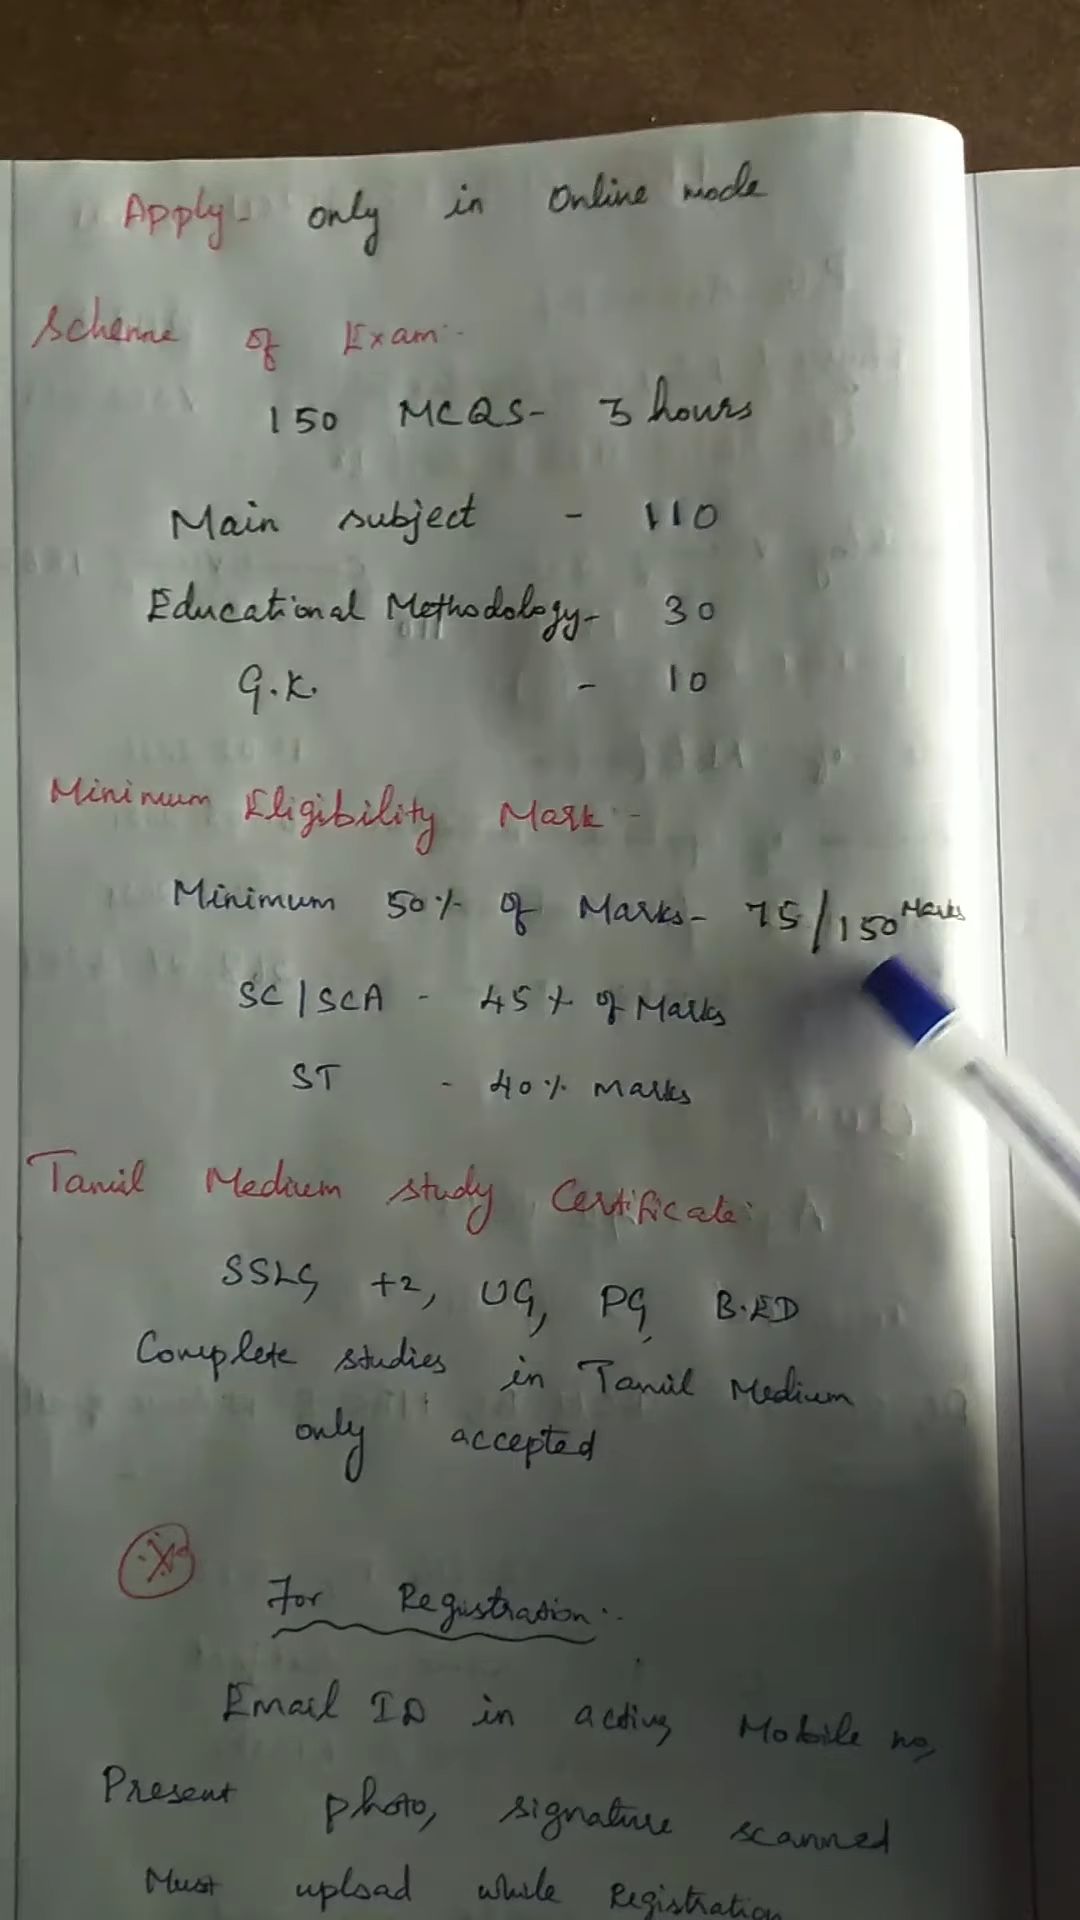 Apply- only in Online mode
Scheme of Exam:-
150 MCQS- 3 hours
Main subject - 110
Educational Methodology- 30
G.K. - 10
Minimum Eligibility Mark:-
Minimum 50% of Marks- 75/150 Marks
SC/SCA - 45% of Marks
ST - 40% Marks
Tamil Medium study Certificate:
SSLC, +2, UG, PG, B.ED
Complete studies in Tamil Medium
only accepted
For Registration:-
Email ID in active, Mobile no,
Present photo, signature scanned
Must upload while Registration